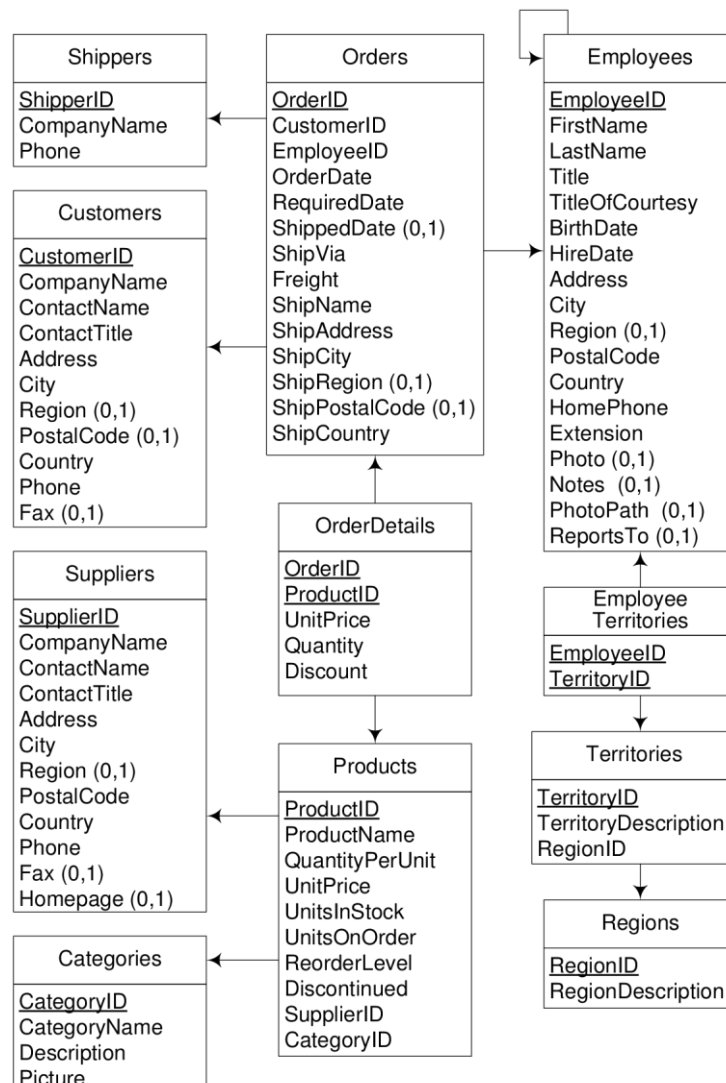 Shippers
ShipperID
CompanyName
Phone
Customers
CustomerID
CompanyName
ContactName
ContactTitle
Address
City
Region (0,1)
PostalCode (0,1)
Country
Phone
Fax (0,1)
Suppliers
SupplierID
CompanyName
ContactName
ContactTitle
Address
City
Region (0,1)
PostalCode
Country
Phone
Fax (0,1)
Homepage (0,1)
Categories
CategoryID
CategoryName
Description
Picture
Orders
OrderID
CustomerID
EmployeeID
OrderDate
RequiredDate
ShippedDate (0,1)
ShipVia
Freight
ShipName
ShipAddress
ShipCity
ShipRegion (0,1)
ShipPostalCode (0,1)
ShipCountry
OrderDetails
OrderID
ProductID
UnitPrice
Quantity
Discount
Products
ProductID
ProductName
QuantityPerUnit
UnitPrice
UnitsInStock
UnitsOnOrder
ReorderLevel
Discontinued
SupplierID
CategoryID
Employees
EmployeeID
FirstName
LastName
Title
TitleOfCourtesy
BirthDate
HireDate
Address
City
Region (0,1)
PostalCode
Country
HomePhone
Extension
Photo (0,1)
Notes (0,1)
PhotoPath (0,1)
ReportsTo (0,1)
Employee
Territories
EmployeeID
TerritoryID
Territories
TerritoryID
TerritoryDescription
RegionID
Regions
RegionID
RegionDescription